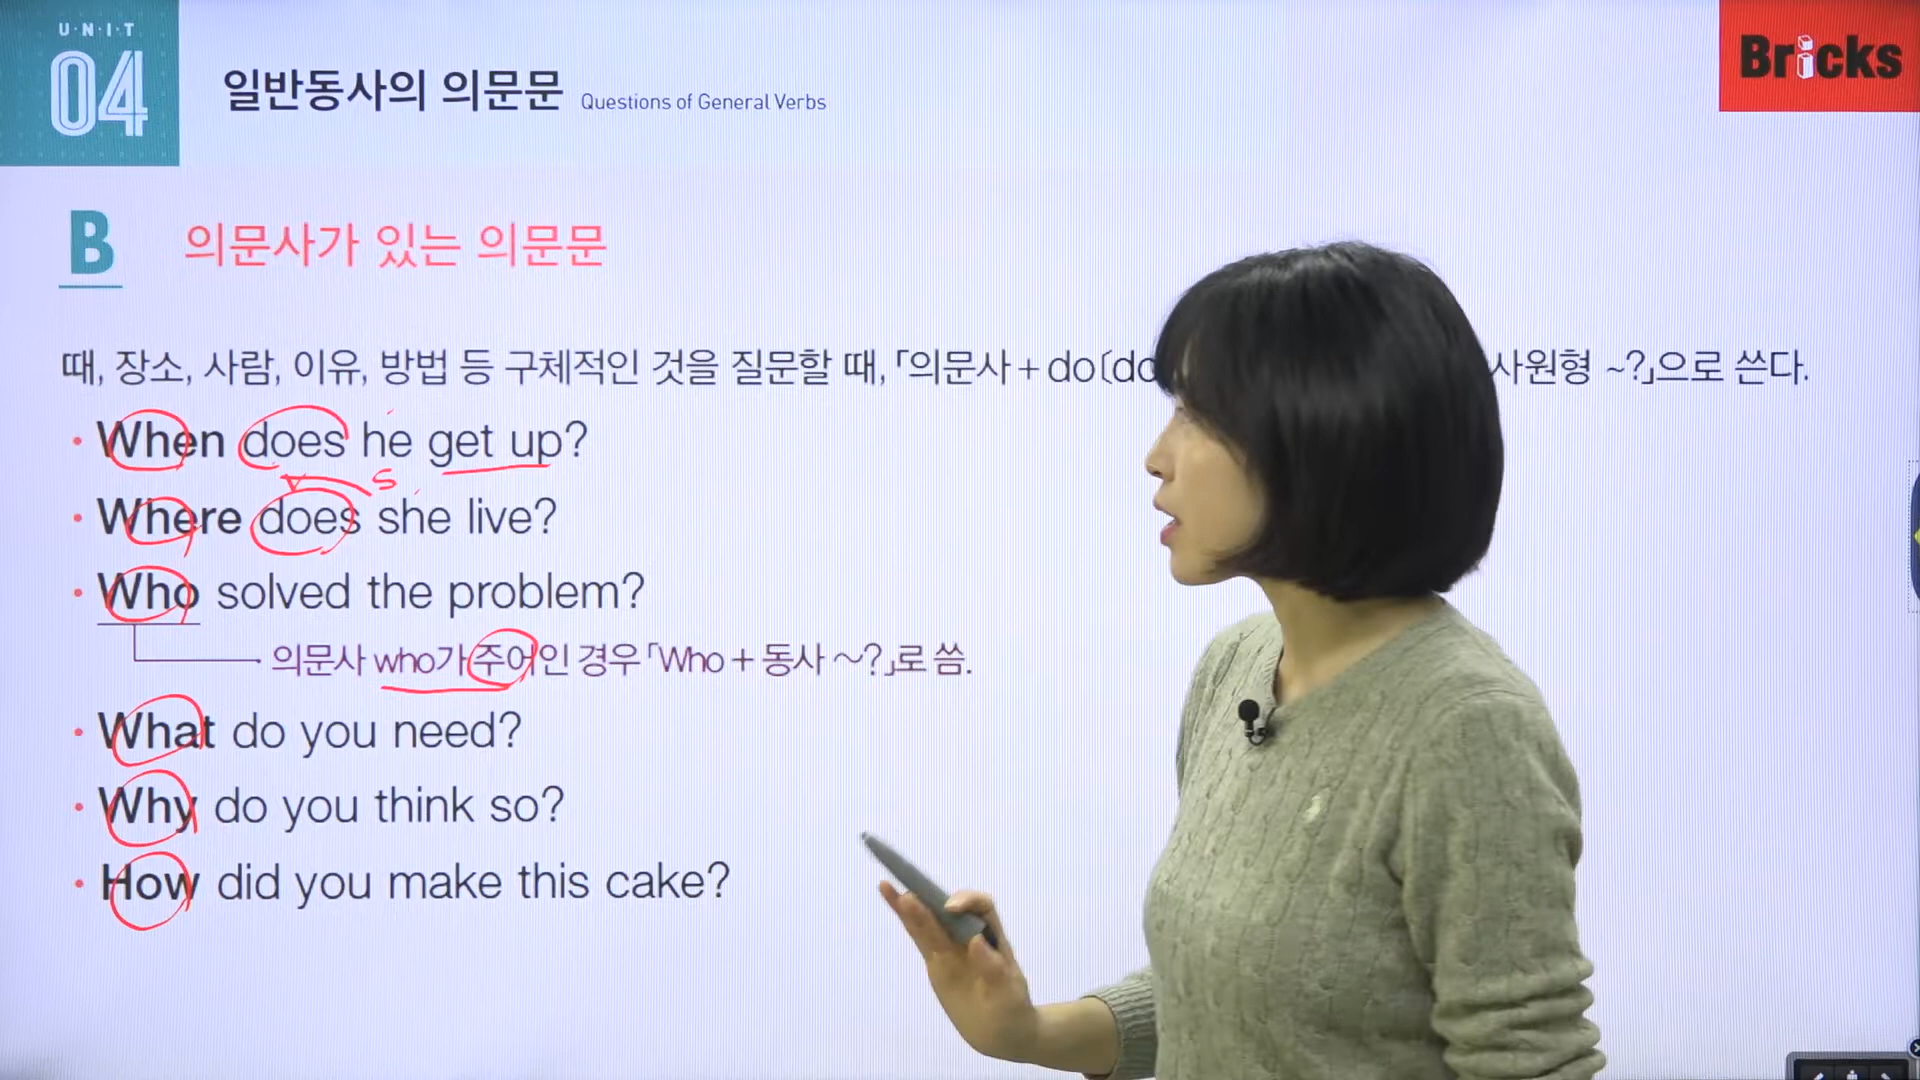 U·N·I·T
04
일반동사의 의문문 Questions of General Verbs
Bricks
B 의문사가 있는 의문문
때, 장소, 사람, 이유, 방법 등 구체적인 것을 질문할 때, 「의문사 + do〔do 사원형 ~?」으로 쓴다.
• When does he get up?
s
• Where does she live?
• Who solved the problem?
의문사 who가 주어인 경우 「Who + 동사 ~?」로 씀.
• What do you need?
• Why do you think so?
• How did you make this cake?